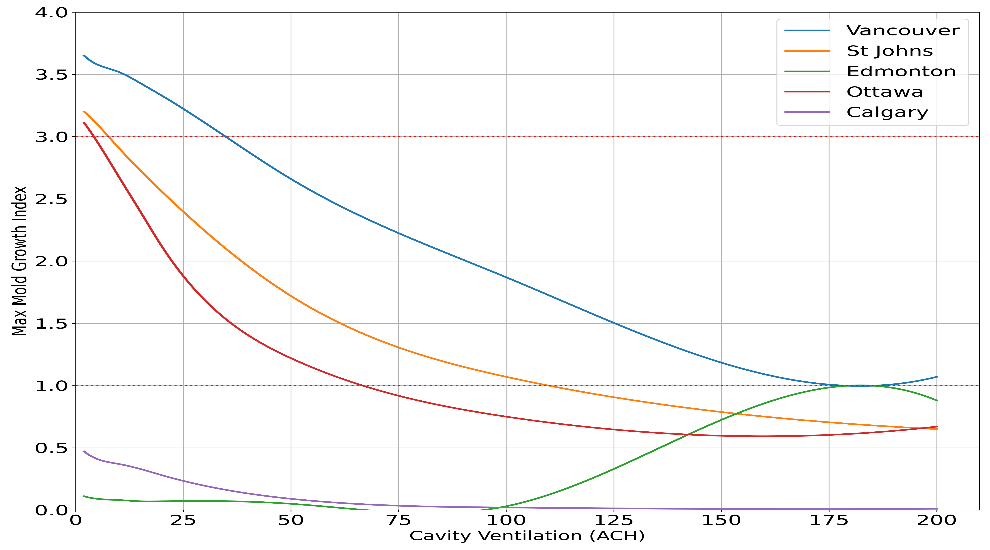 4.0
3.5
3.0
2.5
2.0
1.5
1.0
0.5
0.0
Max Mold Growth Index
Vancouver
St Johns
Edmonton
Ottawa
Calgary
0 25 50 75 100 125 150 175 200
Cavity Ventilation (ACH)